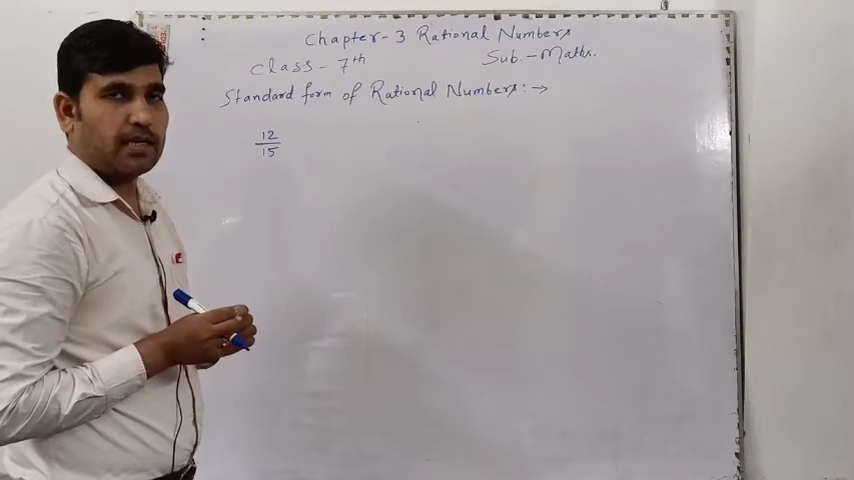 Chapter-3 Rational Numbers
Class-7th Sub.-Maths.
Standard form of Rational Numbers:→
12
15